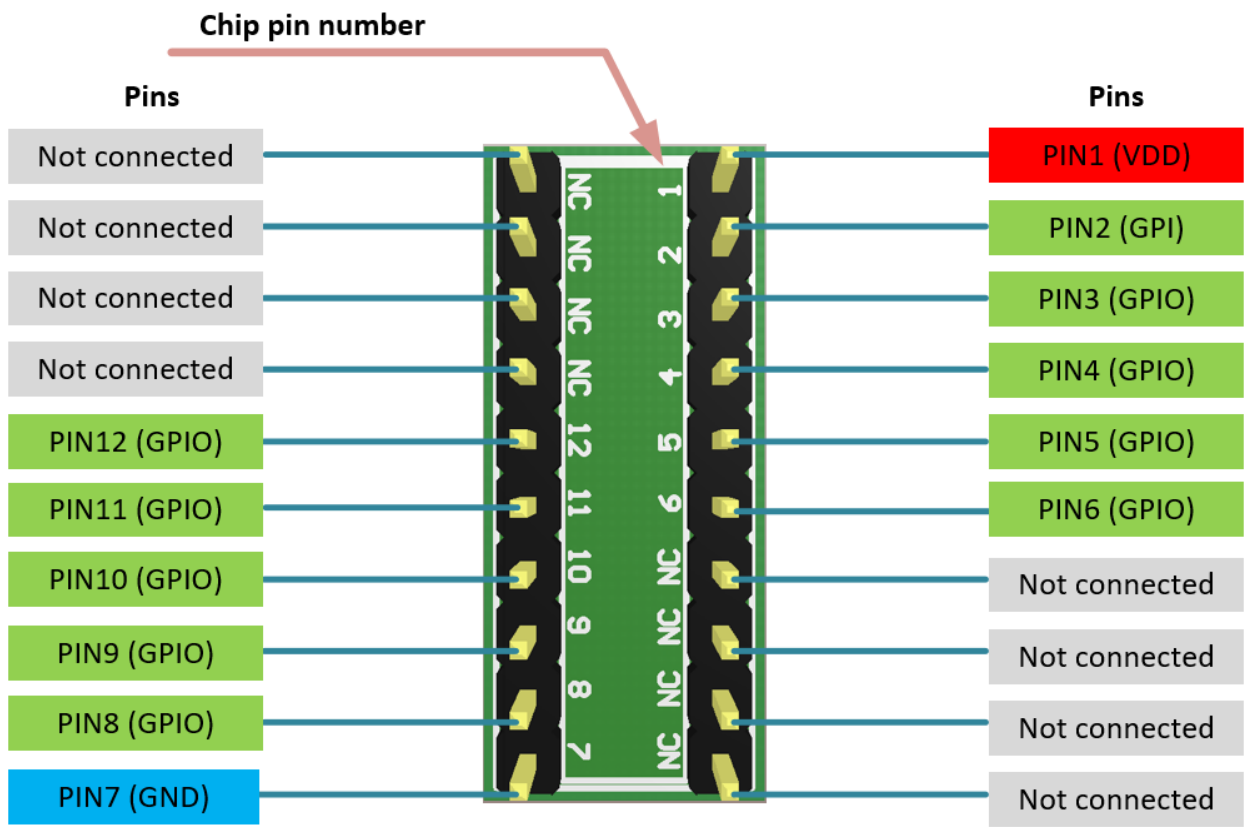 Chip pin number
Pins
Pins
Not connected
Not connected
Not connected
Not connected
PIN12 (GPIO)
PIN11 (GPIO)
PIN10 (GPIO)
PIN9 (GPIO)
PIN8 (GPIO)
PIN7 (GND)
NC
NC
NC
NC
12
11
10
9
8
7
1
2
3
4
5
6
NC
NC
NC
NC
PIN1 (VDD)
PIN2 (GPI)
PIN3 (GPIO)
PIN4 (GPIO)
PIN5 (GPIO)
PIN6 (GPIO)
Not connected
Not connected
Not connected
Not connected